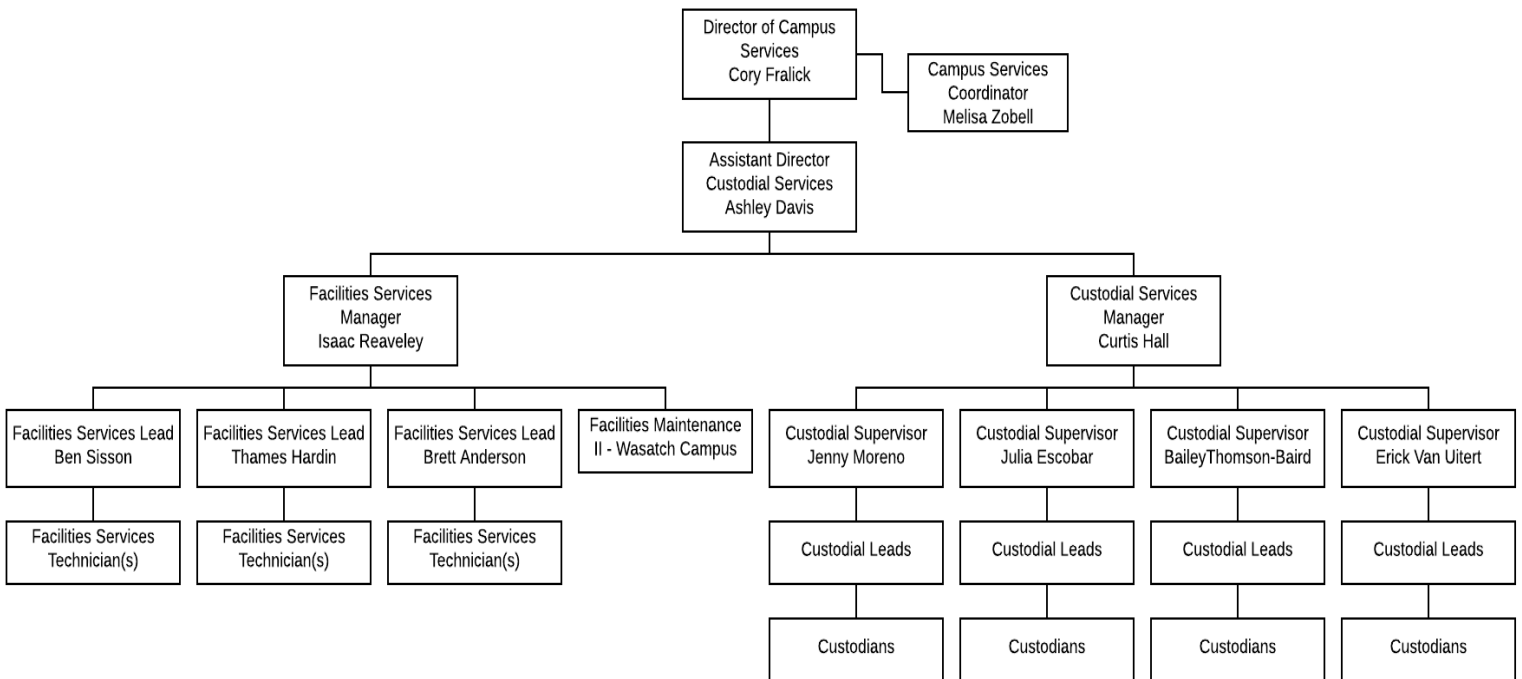 Director of Campus
Services
Cory Fralick
Campus Services
Coordinator
Melisa Zobell
Assistant Director
Custodial Services
Ashley Davis
Facilities Services
Manager
Isaac Reaveley
Custodial Services
Manager
Curtis Hall
Facilities Services Lead
Ben Sisson
Facilities Services Lead
Thames Hardin
Facilities Services Lead
Brett Anderson
Facilities Maintenance
II - Wasatch Campus
Custodial Supervisor
Jenny Moreno
Custodial Supervisor
Julia Escobar
Custodial Supervisor
BaileyThomson-Baird
Custodial Supervisor
Erick Van Uitert
Facilities Services
Technician(s)
Facilities Services
Technician(s)
Facilities Services
Technician(s)
Custodial Leads
Custodial Leads
Custodial Leads
Custodial Leads
Custodians
Custodians
Custodians
Custodians